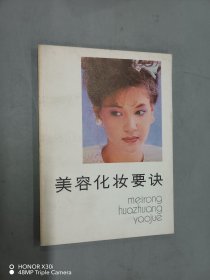 美容化妆要诀
meirong
huazhuang
yaojue
HONOR X30i
48MP Triple Camera